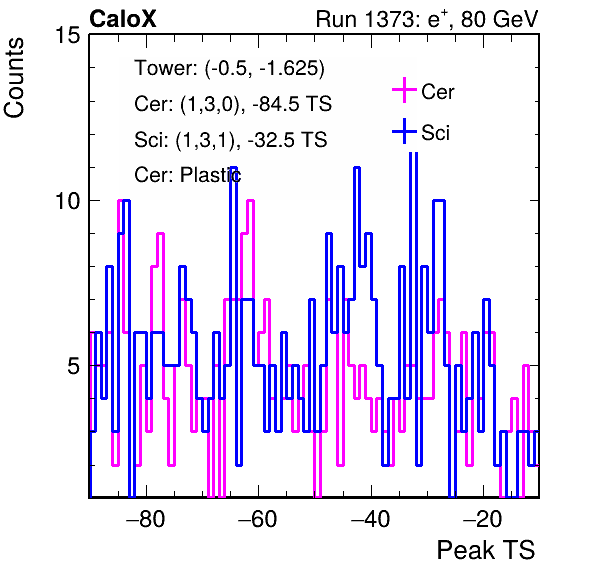 CaloX Run 1373: e+, 80 GeV
Counts
15
10
5
Tower: (-0.5, -1.625)
Cer: (1,3,0), -84.5 TS
Sci: (1,3,1), -32.5 TS
Cer: Plastic
Cer
Sci
−80 −60 −40 −20
Peak TS